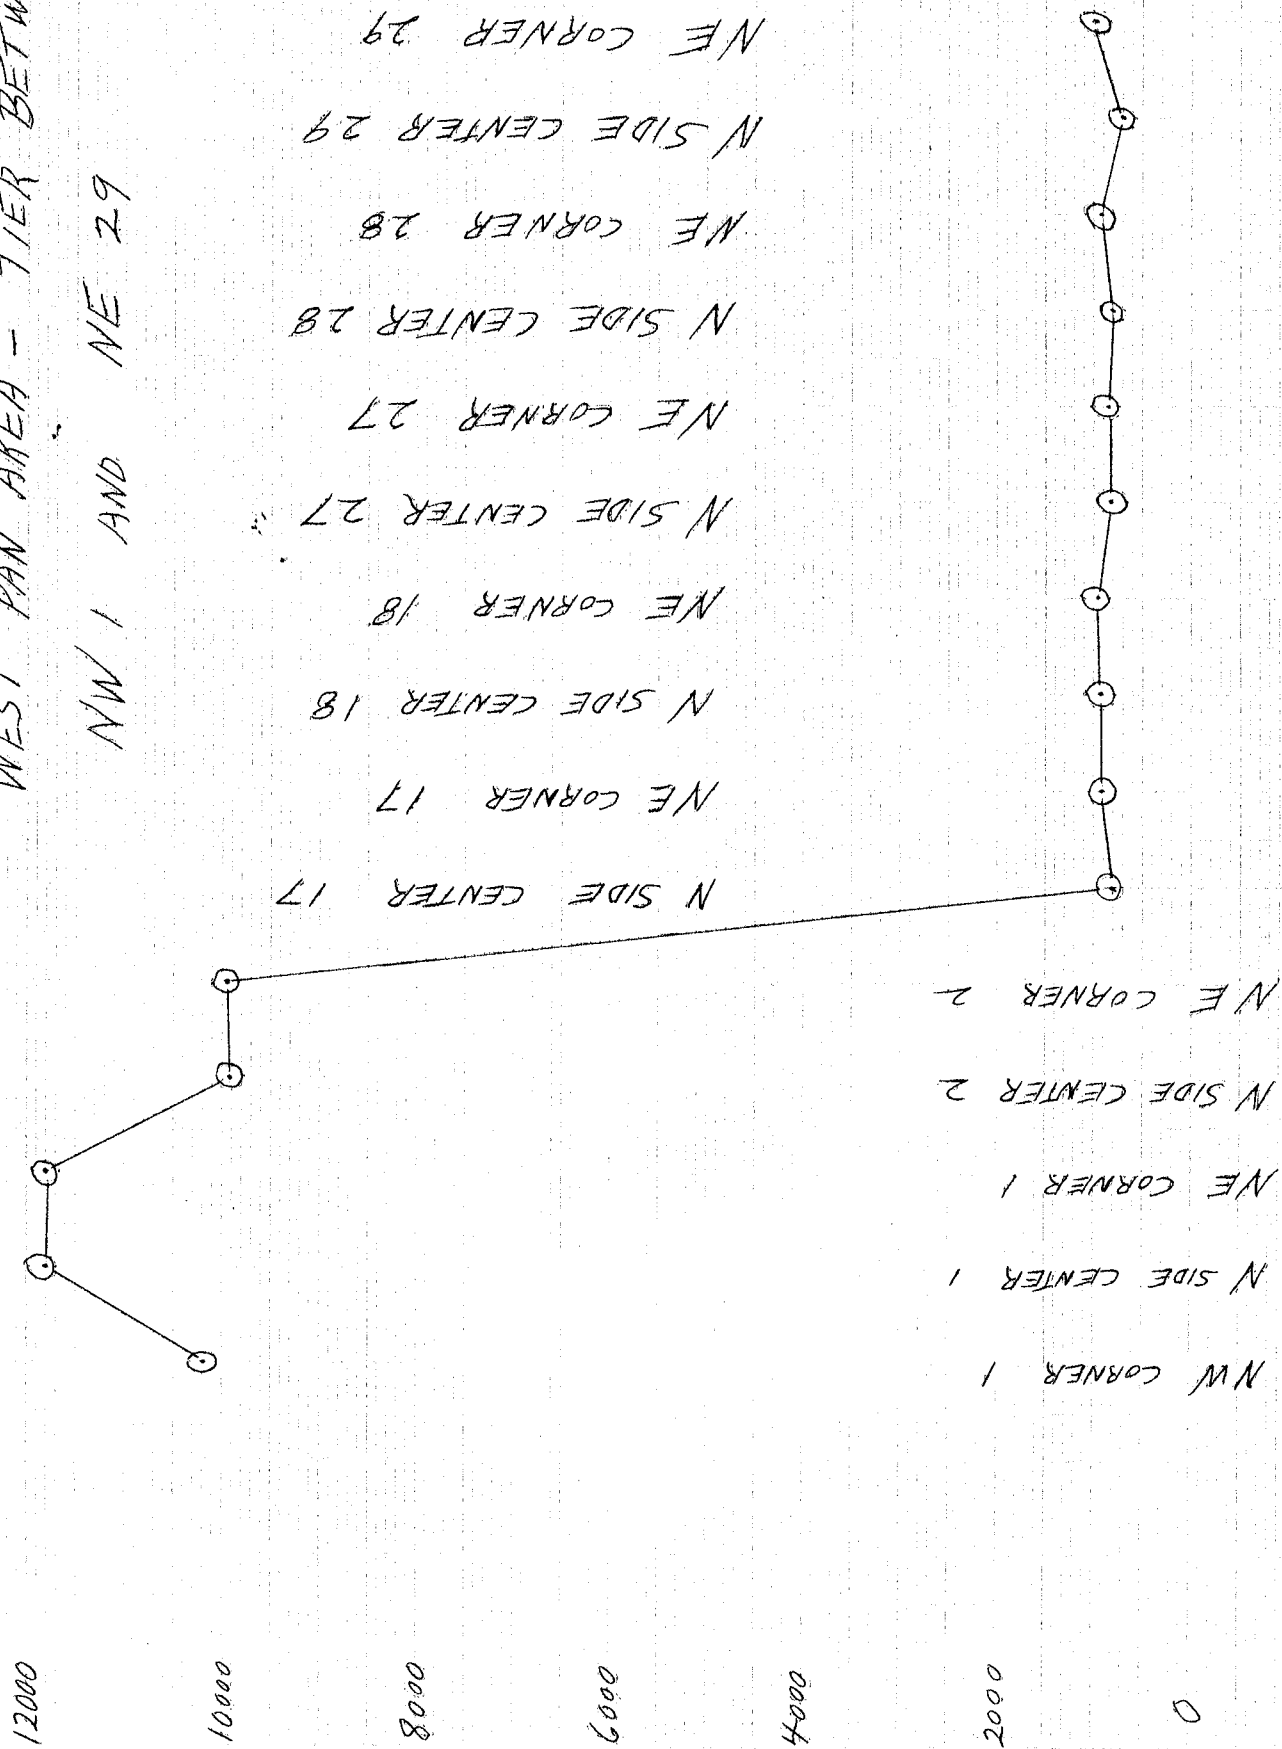 WEST PAN AREA - TIER BETW
NW 1 AND NE 29
NE CORNER 29
N SIDE CENTER 29
NE CORNER 28
N SIDE CENTER 28
NE CORNER 27
N SIDE CENTER 27
NE CORNER 18
N SIDE CENTER 18
NE CORNER 17
N SIDE CENTER 17
NE CORNER 2
N SIDE CENTER 2
NE CORNER 1
N SIDE CENTER 1
NW CORNER 1
12000
10000
8000
6000
4000
2000
0